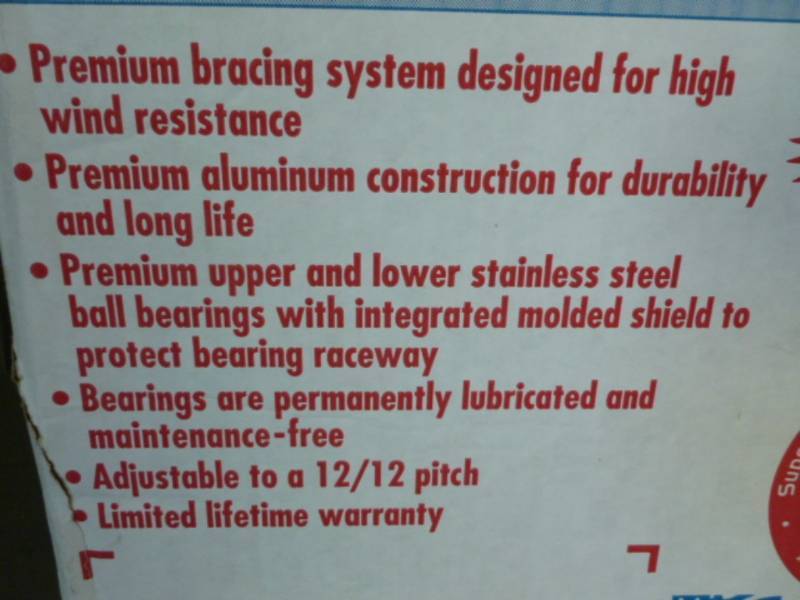 • Premium bracing system designed for high
wind resistance
• Premium aluminum construction for durability
and long life
• Premium upper and lower stainless steel
ball bearings with integrated molded shield to
protect bearing raceway
• Bearings are permanently lubricated and
maintenance-free
• Adjustable to a 12/12 pitch
• Limited lifetime warranty